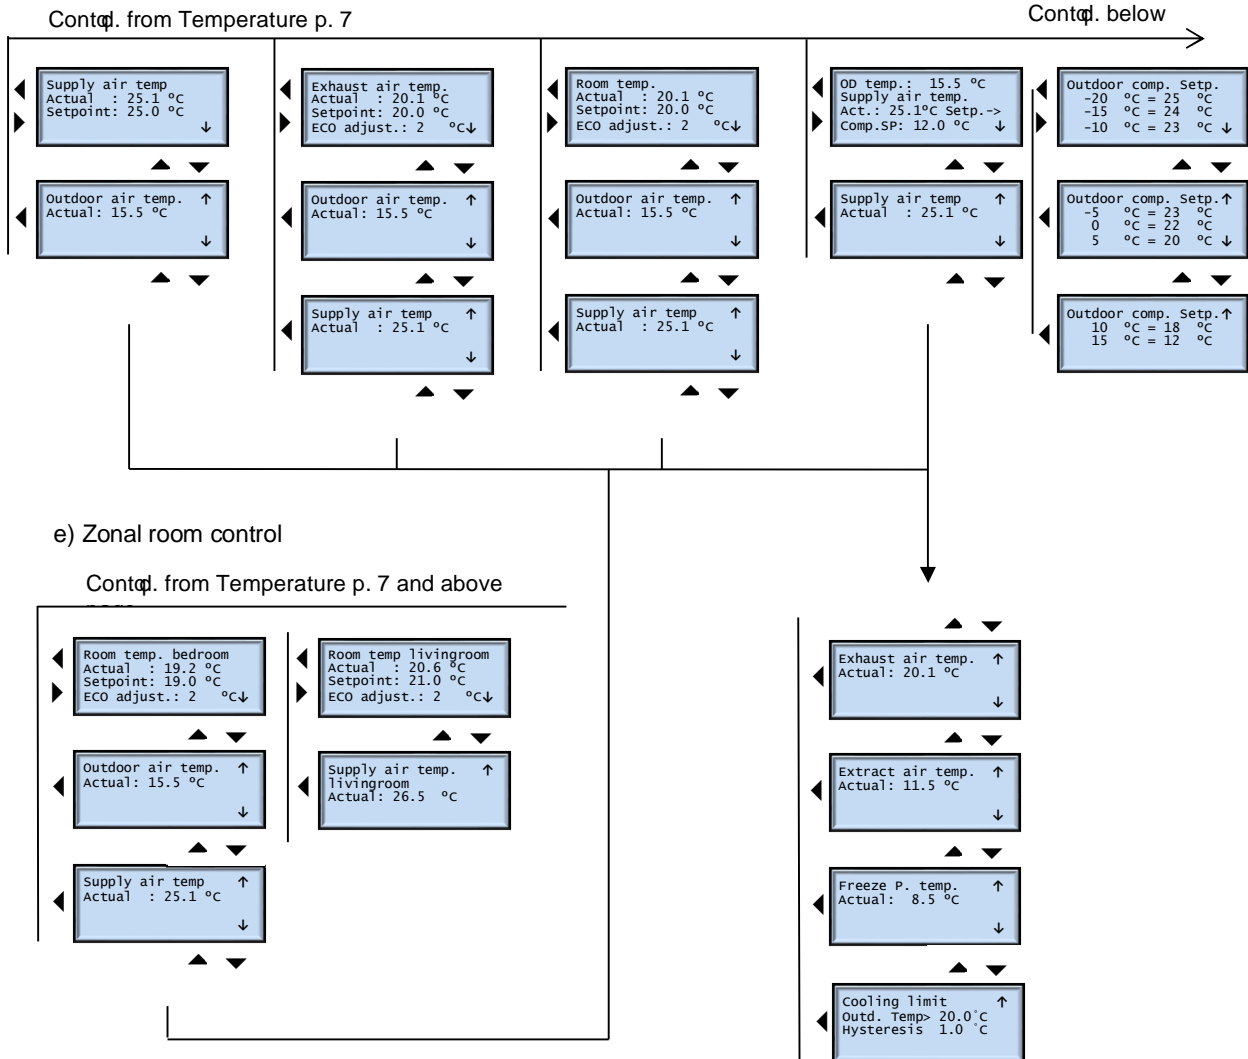 Contd. from Temperature p. 7
Contd. below
Supply air temp
Actual  : 25.1 ºC
Setpoint: 25.0 ºC
↓
Outdoor air temp. ↑
Actual: 15.5 ºC
↓
Exhaust air temp.
Actual : 20.1 ºC
Setpoint: 20.0 ºC
ECO adjust.: 2 ºC↓
Outdoor air temp. ↑
Actual: 15.5 ºC
↓
Supply air temp ↑
Actual : 25.1 ºC
↓
Room temp.
Actual : 20.1 ºC
Setpoint: 20.0 ºC
ECO adjust.: 2 ºC↓
Outdoor air temp. ↑
Actual: 15.5 ºC
↓
Supply air temp ↑
Actual : 25.1 ºC
↓
OD temp.: 15.5 ºC
Supply air temp.
Act.: 25.1ºC Setp.->
Comp.SP: 12.0 ºC ↓
Supply air temp ↑
Actual : 25.1 ºC
↓
Outdoor comp. Setp.
-20 ºC = 25 ºC
-15 ºC = 24 ºC
-10 ºC = 23 ºC ↓
Outdoor comp. Setp.↑
-5 ºC = 23 ºC
0 ºC = 22 ºC
5 ºC = 20 ºC ↓
Outdoor comp. Setp.↑
10 ºC = 18 ºC
15 ºC = 12 ºC
e) Zonal room control
Contd. from Temperature p. 7 and above
Room temp. bedroom
Actual : 19.2 ºC
Setpoint: 19.0 ºC
ECO adjust.: 2 ºC↓
Outdoor air temp. ↑
Actual: 15.5 ºC
↓
Supply air temp ↑
Actual : 25.1 ºC
↓
Room temp livingroom
Actual : 20.6 ºC
Setpoint: 21.0 ºC
ECO adjust.: 2 ºC↓
Supply air temp. ↑
livingroom
Actual: 26.5 ºC
Exhaust air temp. ↑
Actual: 20.1 ºC
↓
Extract air temp. ↑
Actual: 11.5 ºC
↓
Freeze P. temp. ↑
Actual: 8.5 ºC
↓
Cooling limit ↑
Outd. Temp> 20.0°C
Hysteresis 1.0 °C